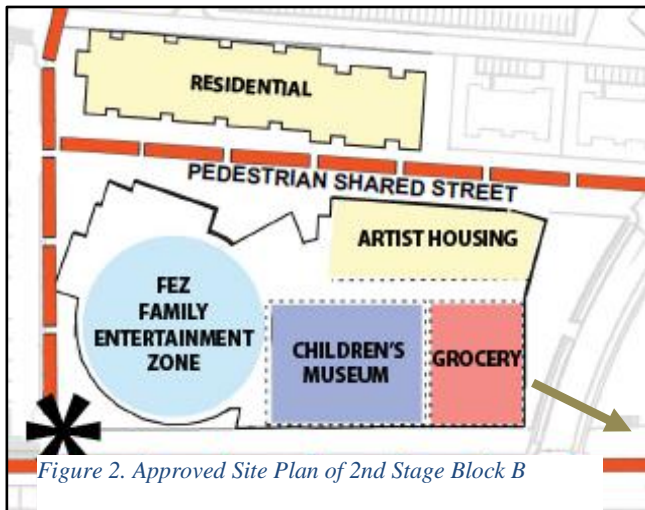 RESIDENTIAL
PEDESTRIAN SHARED STREET
ARTIST HOUSING
FEZ
FAMILY
ENTERTAINMENT
ZONE
CHILDREN'S
MUSEUM
GROCERY
Figure 2. Approved Site Plan of 2nd Stage Block B